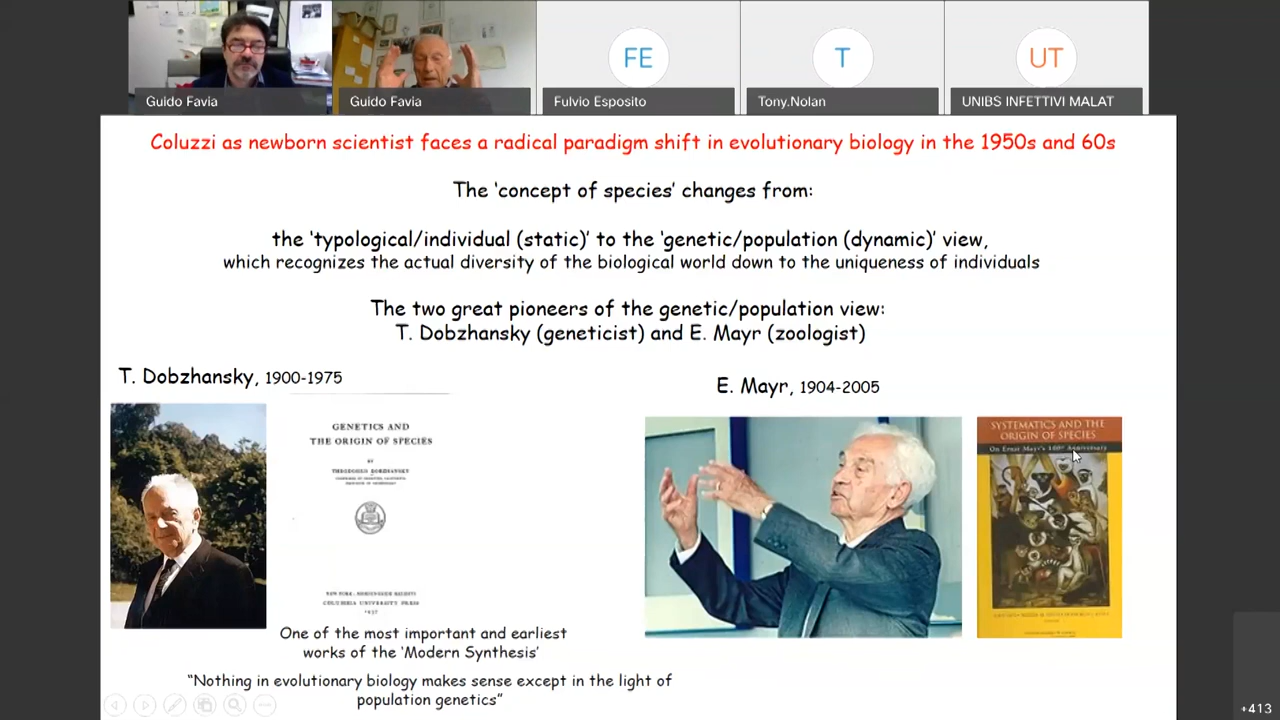 FE
T
UT
Guido Favia
Guido Favia
Fulvio Esposito
Tony.Nolan
UNIBS INFETTIVI MALAT
Coluzzi as newborn scientist faces a radical paradigm shift in evolutionary biology in the 1950s and 60s
The ‘concept of species’ changes from:
the ‘typological/individual (static)’ to the ‘genetic/population (dynamic)’ view,
which recognizes the actual diversity of the biological world down to the uniqueness of individuals
The two great pioneers of the genetic/population view:
T. Dobzhansky (geneticist) and E. Mayr (zoologist)
T. Dobzhansky, 1900-1975
GENETICS AND
THE ORIGIN OF SPECIES
BY
THEODOSIUS DOBZHANSKY
COLUMBIA UNIVERSITY PRESS
1937
One of the most important and earliest
works of the ‘Modern Synthesis’
“Nothing in evolutionary biology makes sense except in the light of
population genetics”
E. Mayr, 1904-2005
SYSTEMATICS AND THE
ORIGIN OF SPECIES
On Ernst Mayr's 100th Anniversary
+413